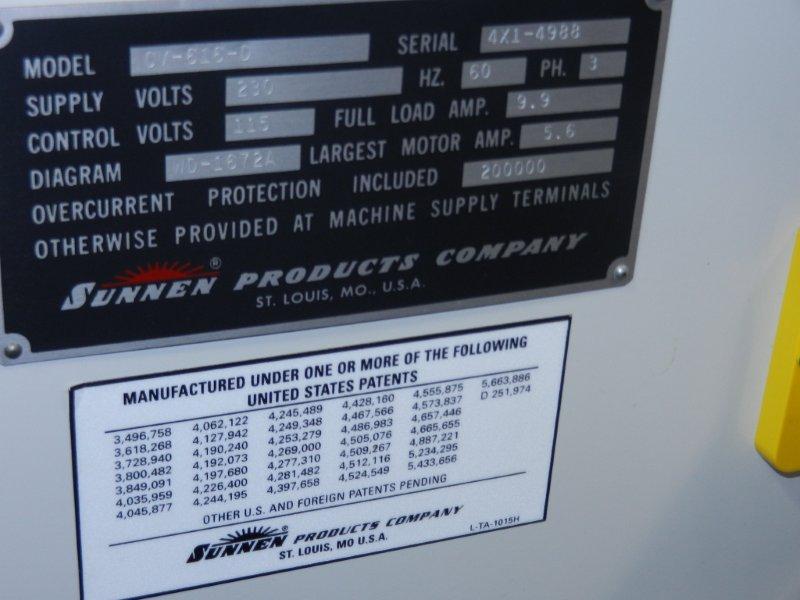 MODEL CV-616-D SERIAL 4X1-4988
SUPPLY VOLTS 230 HZ. 60 PH. 3
CONTROL VOLTS 115 FULL LOAD AMP. 9.9
DIAGRAM WD-1672A LARGEST MOTOR AMP. 5.6
OVERCURRENT PROTECTION INCLUDED 200000
OTHERWISE PROVIDED AT MACHINE SUPPLY TERMINALS
SUNNEN® PRODUCTS COMPANY
ST. LOUIS, MO., U.S.A.
MANUFACTURED UNDER ONE OR MORE OF THE FOLLOWING
UNITED STATES PATENTS
3,496,758 4,062,122 4,245,489 4,428,160 4,555,875 5,663,886
3,618,268 4,127,942 4,249,348 4,467,566 4,573,837 D 251,974
3,728,940 4,190,240 4,253,279 4,486,983 4,657,446
3,800,482 4,192,073 4,269,000 4,505,076 4,665,655
3,849,091 4,197,680 4,277,310 4,509,267 4,887,221
4,035,959 4,226,400 4,281,482 4,512,116 5,234,295
4,045,877 4,244,195 4,397,658 4,524,549 5,433,656
OTHER U.S. AND FOREIGN PATENTS PENDING
SUNNEN® PRODUCTS COMPANY
ST. LOUIS, MO U.S.A.
L-TA-1015H